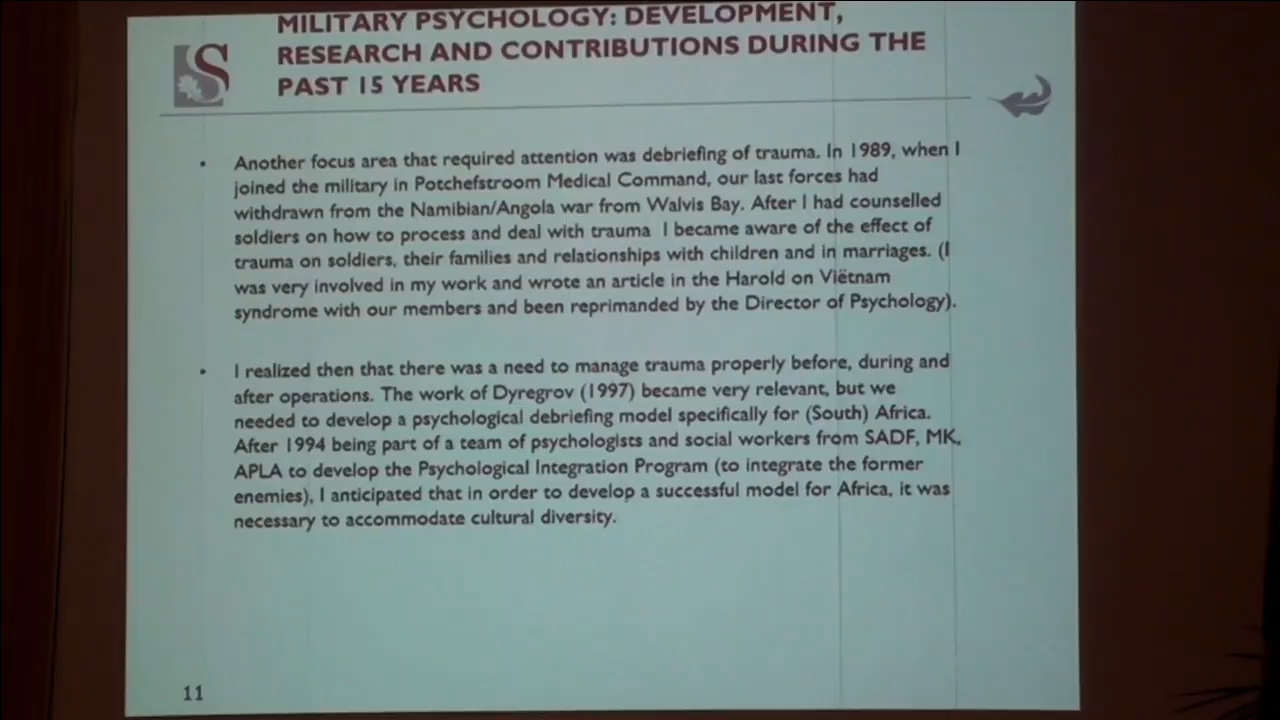 MILITARY PSYCHOLOGY: DEVELOPMENT,
RESEARCH AND CONTRIBUTIONS DURING THE
PAST 15 YEARS
S
• Another focus area that required attention was debriefing of trauma. In 1989, when I
joined the military in Potchefstroom Medical Command, our last forces had
withdrawn from the Namibian/Angola war from Walvis Bay. After I had counselled
soldiers on how to process and deal with trauma I became aware of the effect of
trauma on soldiers, their families and relationships with children and in marriages. (I
was very involved in my work and wrote an article in the Harold on Viëtnam
syndrome with our members and been reprimanded by the Director of Psychology).
• I realized then that there was a need to manage trauma properly before, during and
after operations. The work of Dyregrov (1997) became very relevant, but we
needed to develop a psychological debriefing model specifically for (South) Africa.
After 1994 being part of a team of psychologists and social workers from SADF, MK,
APLA to develop the Psychological Integration Program (to integrate the former
enemies), I anticipated that in order to develop a successful model for Africa, it was
necessary to accommodate cultural diversity.
11